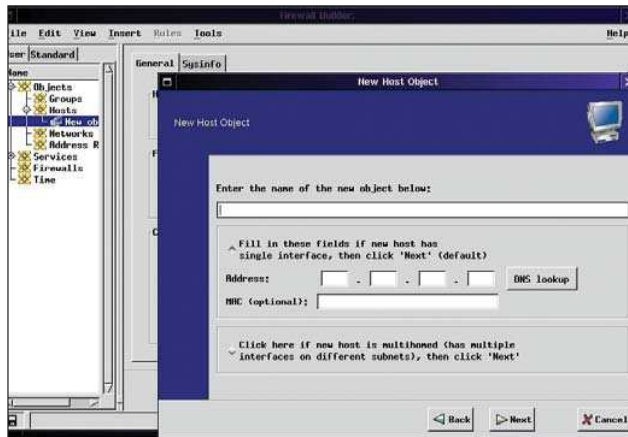 Firewall Builder
ile Edit View Insert Rules Tools Help
ser Standard
Name
Objects
Groups
Hosts
New ob
Networks
Address R
Services
Firewalls
Time
General Sysinfo
H
F
C
New Host Object
New Host Object
Enter the name of the new object below:
Fill in these fields if new host has
single interface, then click 'Next' (default)
Address: . . . DNS lookup
MAC (optional):
Click here if new host is multihomed (has multiple
interfaces on different subnets), then click 'Next'
Back Next Cancel